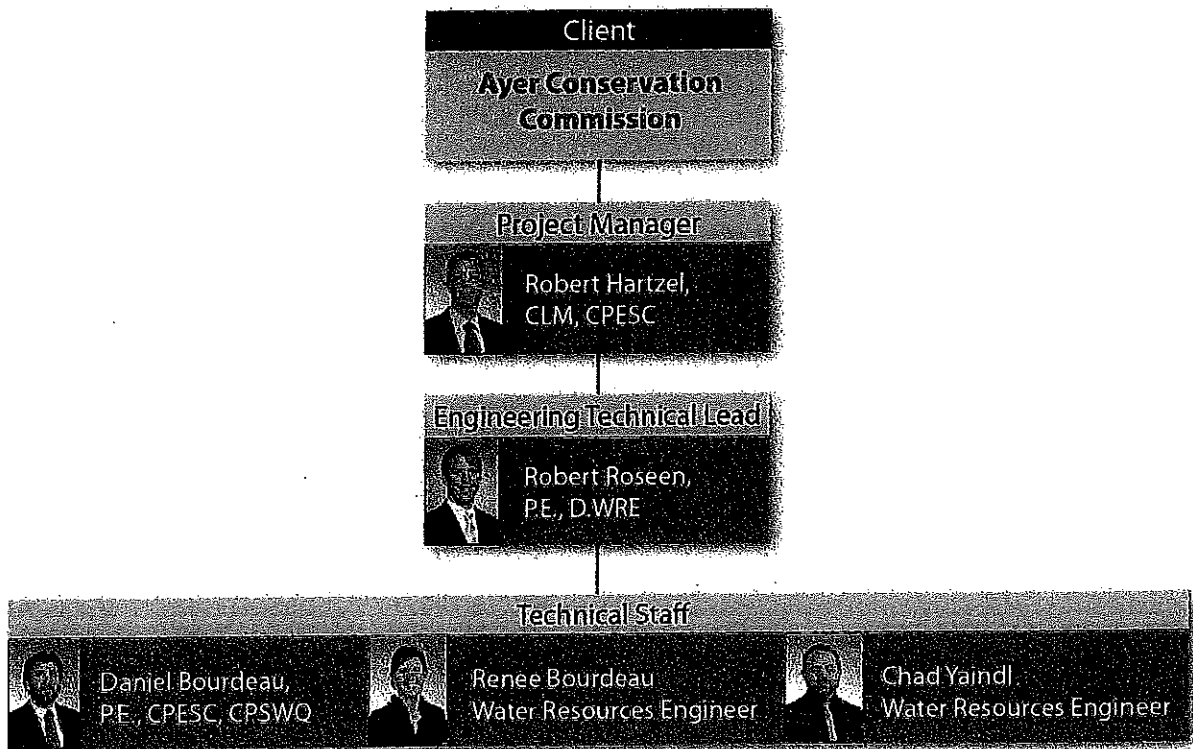 Client
Ayer Conservation
Commission
Project Manager
Robert Hartzel,
CLM, CPESC
Engineering Technical Lead
Robert Roseen,
P.E., D.WRE
Technical Staff
Daniel Bourdeau,
P.E., CPESC, CPSWQ
Renee Bourdeau
Water Resources Engineer
Chad Yaindl
Water Resources Engineer